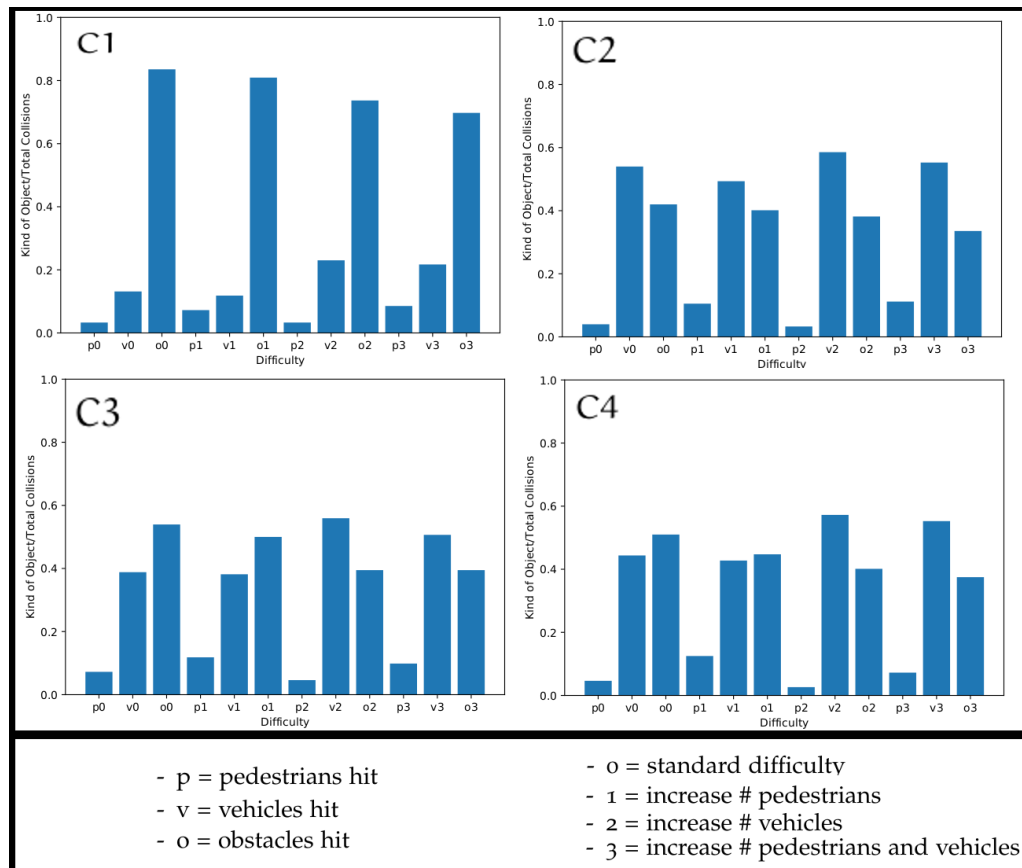 C1
1.0
0.8
0.6
0.4
0.2
0.0
Kind of Object/Total Collisions
p0 v0 o0 p1 v1 o1 p2 v2 o2 p3 v3 o3
Difficulty
C2
1.0
0.8
0.6
0.4
0.2
0.0
Kind of Object/Total Collisions
p0 v0 o0 p1 v1 o1 p2 v2 o2 p3 v3 o3
Difficulty
C3
1.0
0.8
0.6
0.4
0.2
0.0
Kind of Object/Total Collisions
p0 v0 o0 p1 v1 o1 p2 v2 o2 p3 v3 o3
Difficulty
C4
1.0
0.8
0.6
0.4
0.2
0.0
Kind of Object/Total Collisions
p0 v0 o0 p1 v1 o1 p2 v2 o2 p3 v3 o3
Difficulty
- p = pedestrians hit
- v = vehicles hit
- o = obstacles hit
- 0 = standard difficulty
- 1 = increase # pedestrians
- 2 = increase # vehicles
- 3 = increase # pedestrians and vehicles